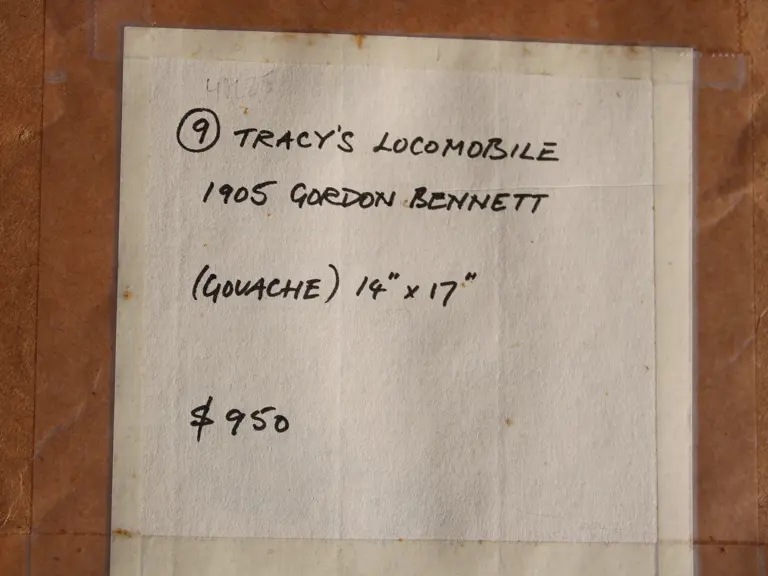 9 TRACY'S LOCOMOBILE
1905 GORDON BENNETT
(GOUACHE) 14" x 17"
$950